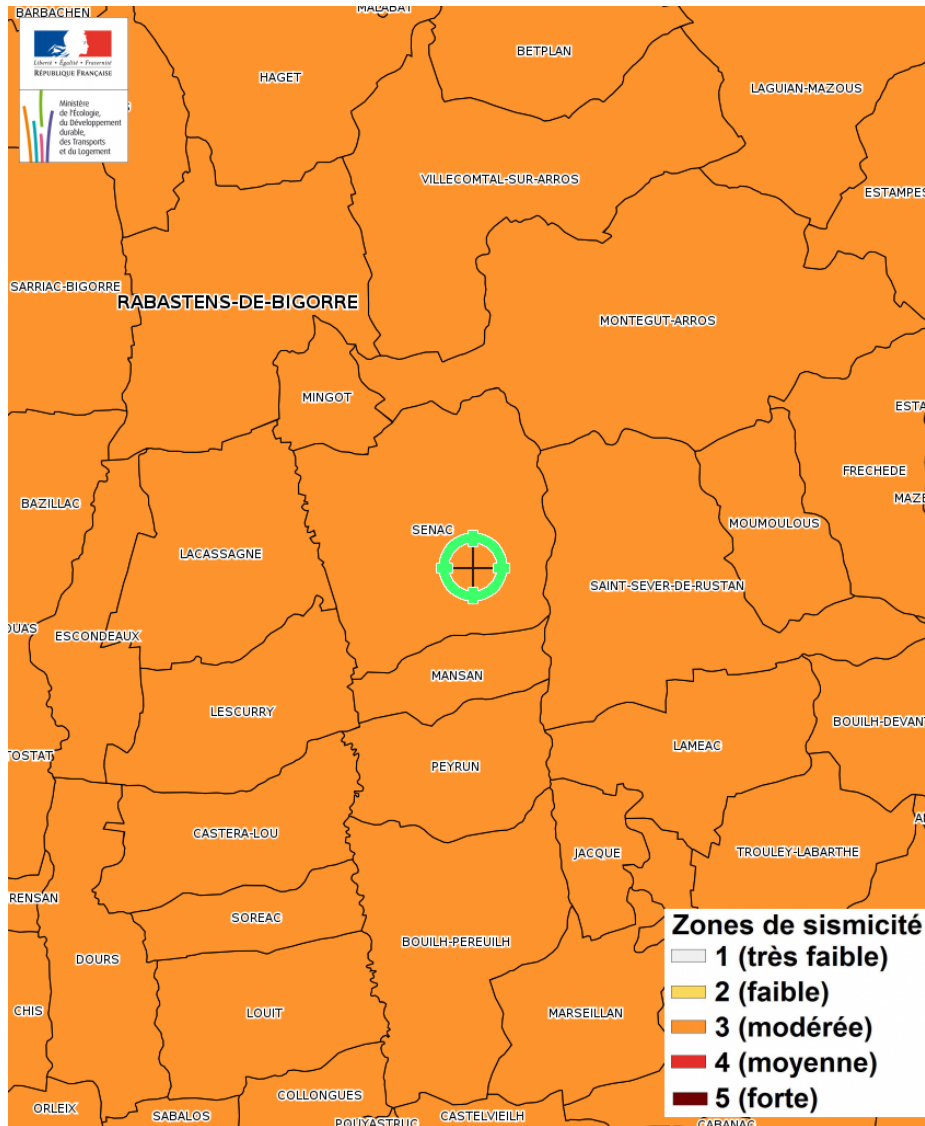 BARBACHEN
MALABAT
Liberté • Égalité • Fraternité
RÉPUBLIQUE FRANÇAISE
Ministère
de l'Écologie,
du Développement
durable,
des Transports
et du Logement
HAGET
BETPLAN
LAGUIAN-MAZOUS
VILLECOMTAL-SUR-ARROS
ESTAMPES
SARRIAC-BIGORRE
RABASTENS-DE-BIGORRE
MONTEGUT-ARROS
MINGOT
ESTA
FRECHEDE
BAZILLAC
MAZE
SENAC
MOUMOULOUS
LACASSAGNE
SAINT-SEVER-DE-RUSTAN
OUAS
ESCONDEAUX
MANSAN
LESCURRY
BOUILH-DEVANT
TOSTAT
LAMEAC
PEYRUN
CASTERA-LOU
JACQUE
TROULEY-LABARTHE
RENSAN
SOREAC
BOUILH-PEREUILH
DOURS
CHIS
LOUIT
MARSEILLAN
Zones de sismicité
1 (très faible)
2 (faible)
3 (modérée)
4 (moyenne)
5 (forte)
COLLONGUES
ORLEIX
SABALOS
POUYASTRUC
CASTELVIEILH
CABANAC